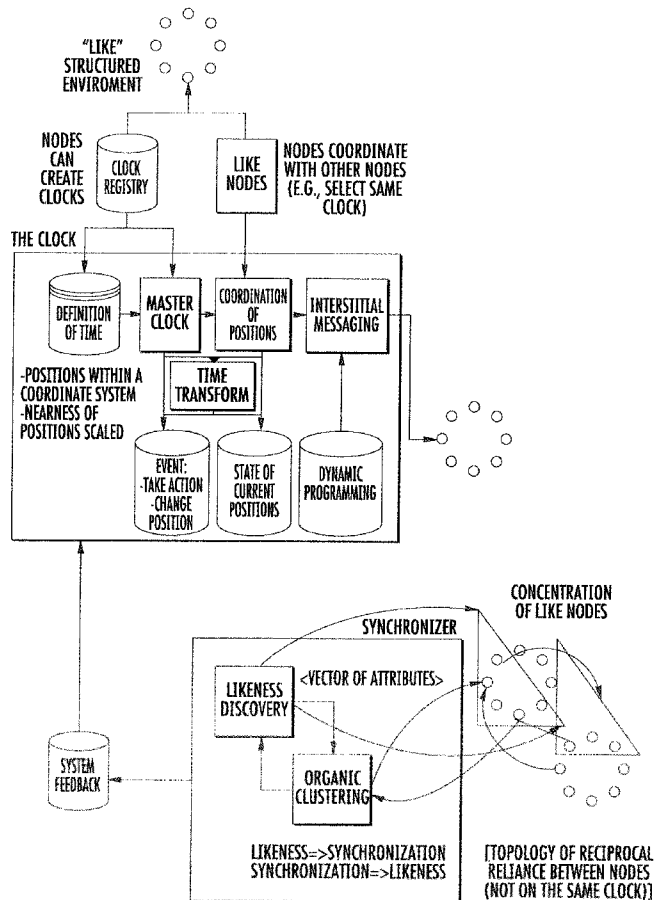 “LIKE”
STRUCTURED
ENVIROMENT
NODES
CAN
CREATE
CLOCKS
CLOCK
REGISTRY
LIKE
NODES
NODES COORDINATE
WITH OTHER NODES
(E.G., SELECT SAME
CLOCK)
THE CLOCK
DEFINITION
OF TIME
MASTER
CLOCK
COORDINATION
OF
POSITIONS
INTERSTITIAL
MESSAGING
-POSITIONS WITHIN A
COORDINATE SYSTEM
-NEARNESS OF
POSITIONS SCALED
TIME
TRANSFORM
EVENT:
-TAKE ACTION
-CHANGE
POSITION
STATE OF
CURRENT
POSITIONS
DYNAMIC
PROGRAMMING
CONCENTRATION
OF LIKE NODES
SYNCHRONIZER
LIKENESS
DISCOVERY
<VECTOR OF ATTRIBUTES>
ORGANIC
CLUSTERING
SYSTEM
FEEDBACK
LIKENESS=>SYNCHRONIZATION
SYNCHRONIZATION=>LIKENESS
[TOPOLOGY OF RECIPROCAL
RELIANCE BETWEEN NODES
(NOT ON THE SAME CLOCK)]